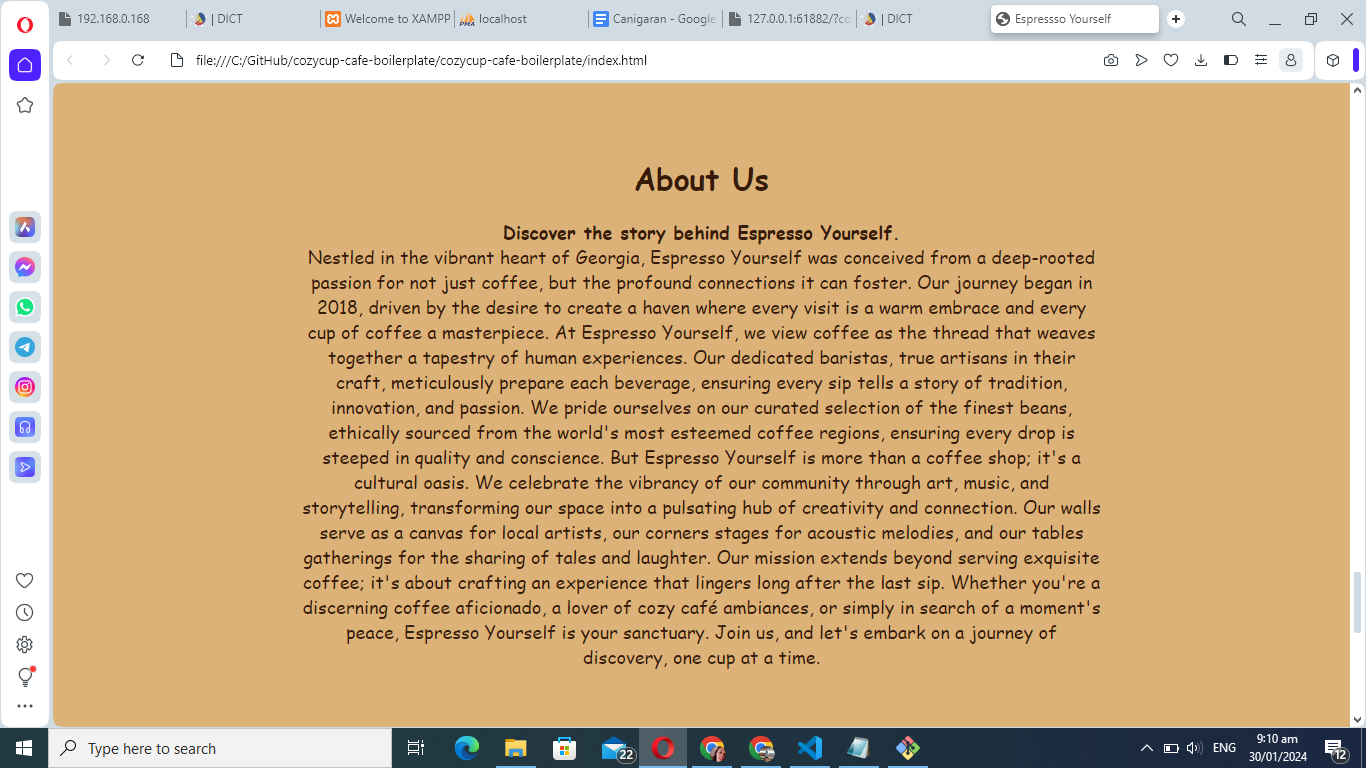 192.168.0.168
| DICT
Welcome to XAMPP
localhost
Canigaran - Google
127.0.0.1:61882/?co
| DICT
Espressso Yourself
file:///C:/GitHub/cozycup-cafe-boilerplate/cozycup-cafe-boilerplate/index.html
About Us
Discover the story behind Espresso Yourself.
Nestled in the vibrant heart of Georgia, Espresso Yourself was conceived from a deep-rooted
passion for not just coffee, but the profound connections it can foster. Our journey began in
2018, driven by the desire to create a haven where every visit is a warm embrace and every
cup of coffee a masterpiece. At Espresso Yourself, we view coffee as the thread that weaves
together a tapestry of human experiences. Our dedicated baristas, true artisans in their
craft, meticulously prepare each beverage, ensuring every sip tells a story of tradition,
innovation, and passion. We pride ourselves on our curated selection of the finest beans,
ethically sourced from the world's most esteemed coffee regions, ensuring every drop is
steeped in quality and conscience. But Espresso Yourself is more than a coffee shop; it's a
cultural oasis. We celebrate the vibrancy of our community through art, music, and
storytelling, transforming our space into a pulsating hub of creativity and connection. Our walls
serve as a canvas for local artists, our corners stages for acoustic melodies, and our tables
gatherings for the sharing of tales and laughter. Our mission extends beyond serving exquisite
coffee; it's about crafting an experience that lingers long after the last sip. Whether you're a
discerning coffee aficionado, a lover of cozy café ambiances, or simply in search of a moment's
peace, Espresso Yourself is your sanctuary. Join us, and let's embark on a journey of
discovery, one cup at a time.
Type here to search
22
ENG
9:10 am
30/01/2024
12